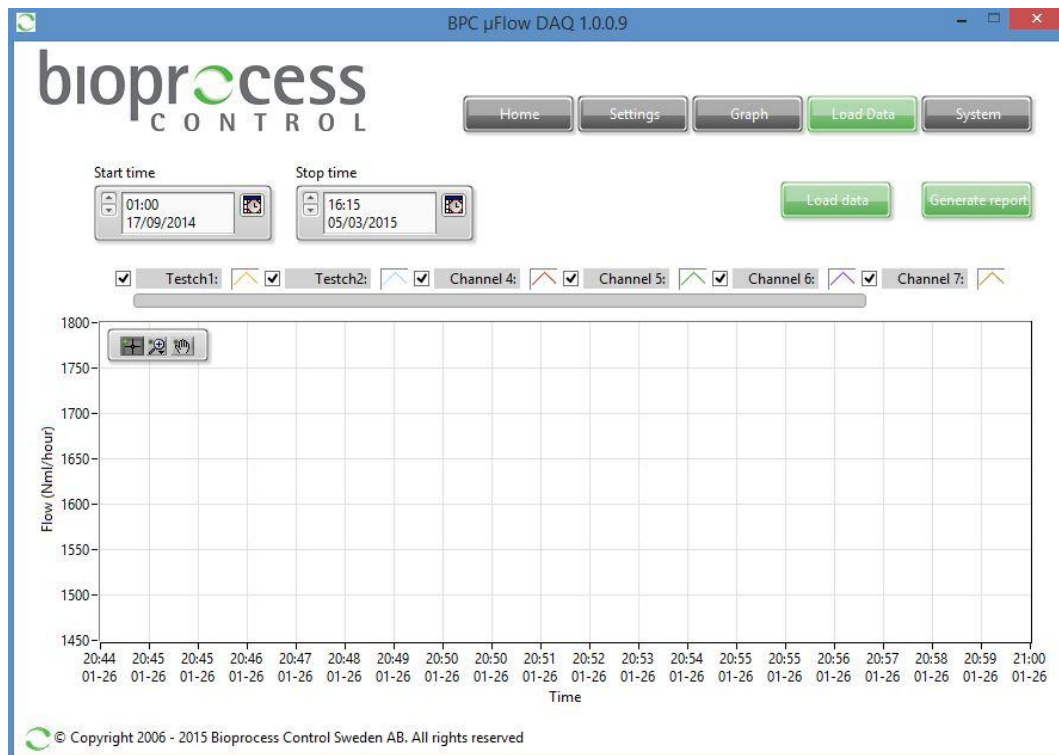 BPC µFlow DAQ 1.0.0.9
bioprocess
CONTROL
Home Settings Graph Load Data System
Start time Stop time
01:00
17/09/2014
16:15
05/03/2015
Load data Generate report
Testch1: Testch2: Channel 4: Channel 5: Channel 6: Channel 7:
1800
1750
1700
1650
1600
1550
1500
1450
Flow (Nml/hour)
20:44 20:45 20:45 20:46 20:47 20:48 20:49 20:50 20:50 20:51 20:52 20:53 20:54 20:55 20:55 20:56 20:57 20:58 20:59 21:00
01-26 01-26 01-26 01-26 01-26 01-26 01-26 01-26 01-26 01-26 01-26 01-26 01-26 01-26 01-26 01-26 01-26 01-26 01-26 01-26
Time
© Copyright 2006 - 2015 Bioprocess Control Sweden AB. All rights reserved